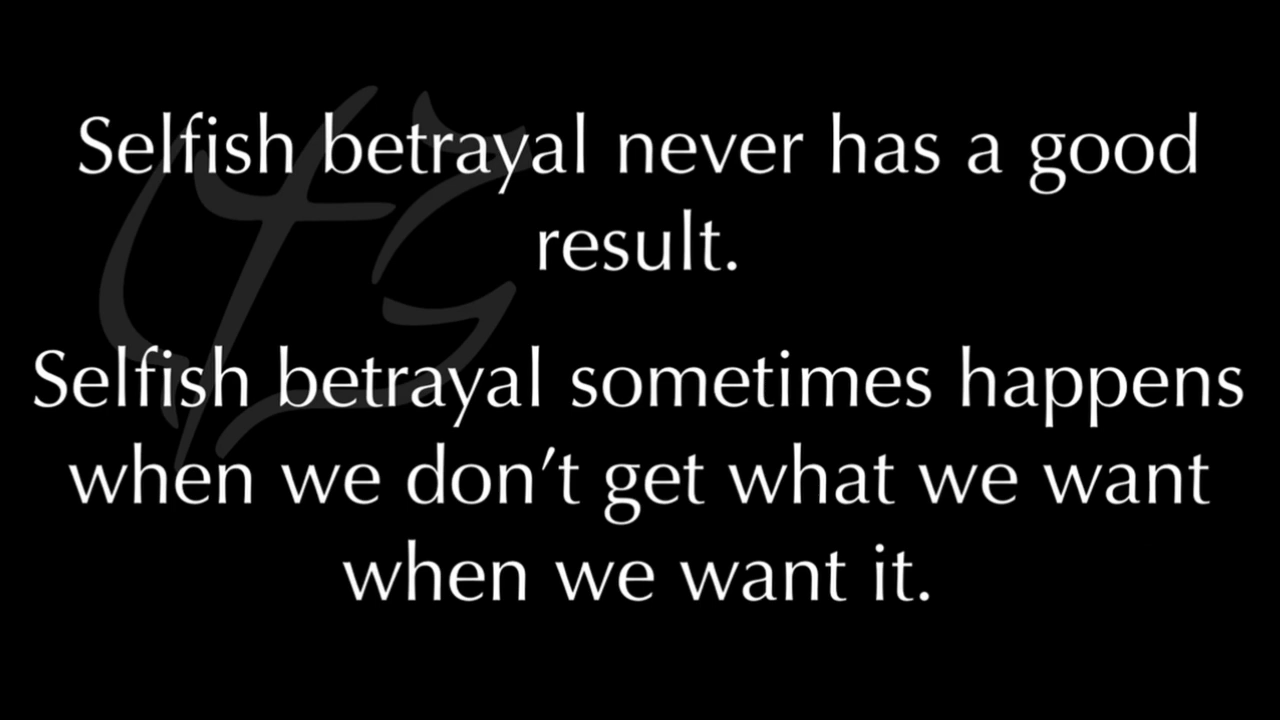 Selfish betrayal never has a good
result.
Selfish betrayal sometimes happens
when we don’t get what we want
when we want it.